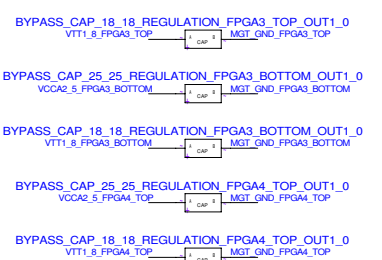 BYPASS_CAP_18_18_REGULATION_FPGA3_TOP_OUT1_0
VTT1_8_FPGA3_TOP A CAP B MGT_GND_FPGA3_TOP
BYPASS_CAP_25_25_REGULATION_FPGA3_BOTTOM_OUT1_0
VCCA2_5_FPGA3_BOTTOM A CAP B MGT_GND_FPGA3_BOTTOM
BYPASS_CAP_18_18_REGULATION_FPGA3_BOTTOM_OUT1_0
VTT1_8_FPGA3_BOTTOM A CAP B MGT_GND_FPGA3_BOTTOM
BYPASS_CAP_25_25_REGULATION_FPGA4_TOP_OUT1_0
VCCA2_5_FPGA4_TOP A CAP B MGT_GND_FPGA4_TOP
BYPASS_CAP_18_18_REGULATION_FPGA4_TOP_OUT1_0
VTT1_8_FPGA4_TOP A CAP B MGT_GND_FPGA4_TOP